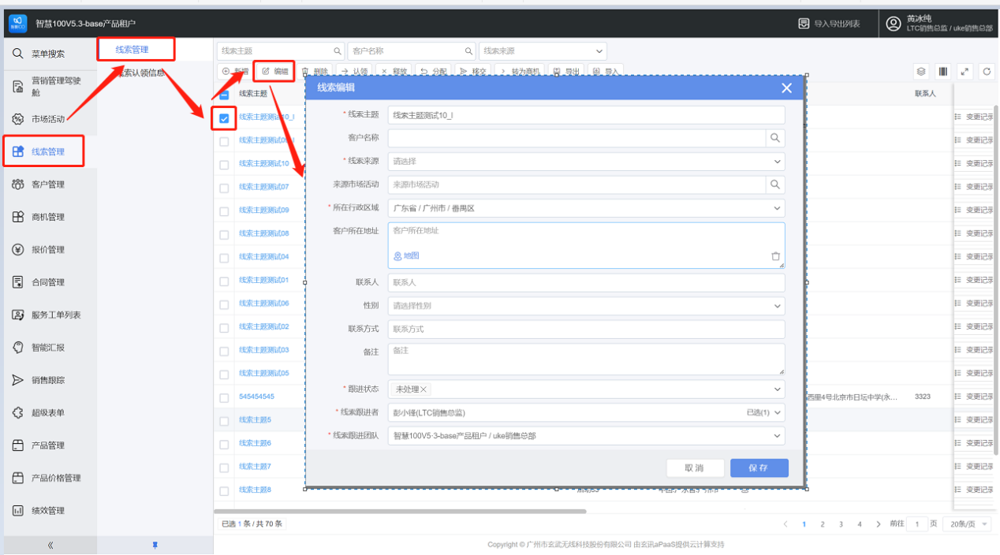 智慧100V5.3-base产品租户
导入导出列表
黄冰纯
LTC销售总监 / uke销售总部
菜单搜索
营销管理驾驶舱
市场活动
线索管理
客户管理
商机管理
报价管理
合同管理
服务工单列表
智能汇报
销售跟踪
超级表单
产品管理
产品价格管理
绩效管理
线索管理
线索认领信息
线索主题
客户名称
线索来源
新增
编辑
删除
认领
释放
分配
移交
转为商机
导出
导入
线索主题
联系人
线索主题测试10_I
变更记录
变更记录
线索主题测试10
变更记录
线索主题测试07
变更记录
线索主题测试09
变更记录
线索主题测试08
变更记录
线索主题测试04
变更记录
线索主题测试01
变更记录
线索主题测试06
变更记录
线索主题测试02
变更记录
线索主题测试03
变更记录
线索主题测试05
变更记录
545454545
西里4号北京市日坛中学(永...
3323
变更记录
线索主题5
变更记录
线索主题6
变更记录
线索主题7
变更记录
线索主题8
变更记录
线索编辑
* 线索主题
线索主题测试10_I
客户名称
* 线索来源
请选择
来源市场活动
来源市场活动
* 所在行政区域
广东省 / 广州市 / 番禺区
客户所在地址
客户所在地址
地图
联系人
联系人
性别
请选择性别
联系方式
联系方式
备注
备注
* 跟进状态
未处理
* 线索跟进者
彭小锤(LTC销售总监)
已选(1)
* 线索跟进团队
智慧100V5·3-base产品租户 / uke销售总部
取 消
保 存
已选 1 条 / 共 70 条
1 2 3 4
前往 1 页
20条/页
Copyright © 广州市玄武无线科技股份有限公司 由玄讯aPaaS提供云计算支持